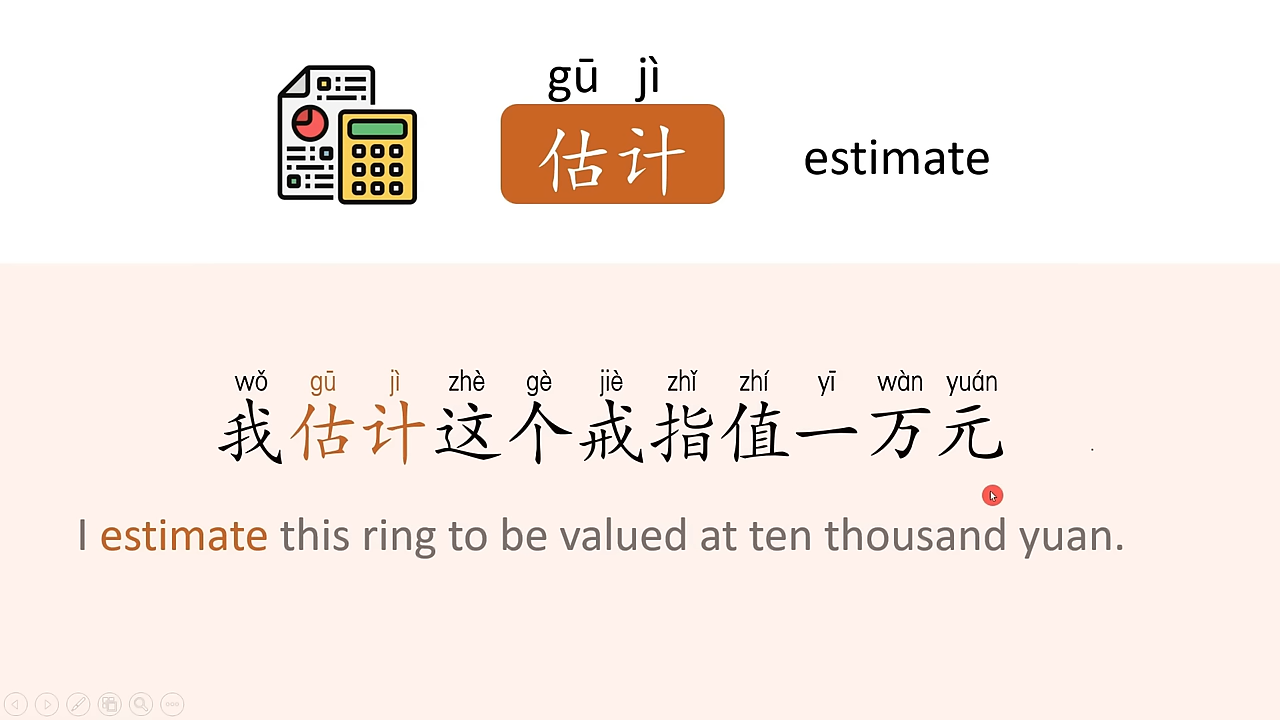 gū jì
估计
estimate
wǒ gū jì zhè gè jiè zhǐ zhí yī wàn yuán
我估计这个戒指值一万元
I estimate this ring to be valued at ten thousand yuan.